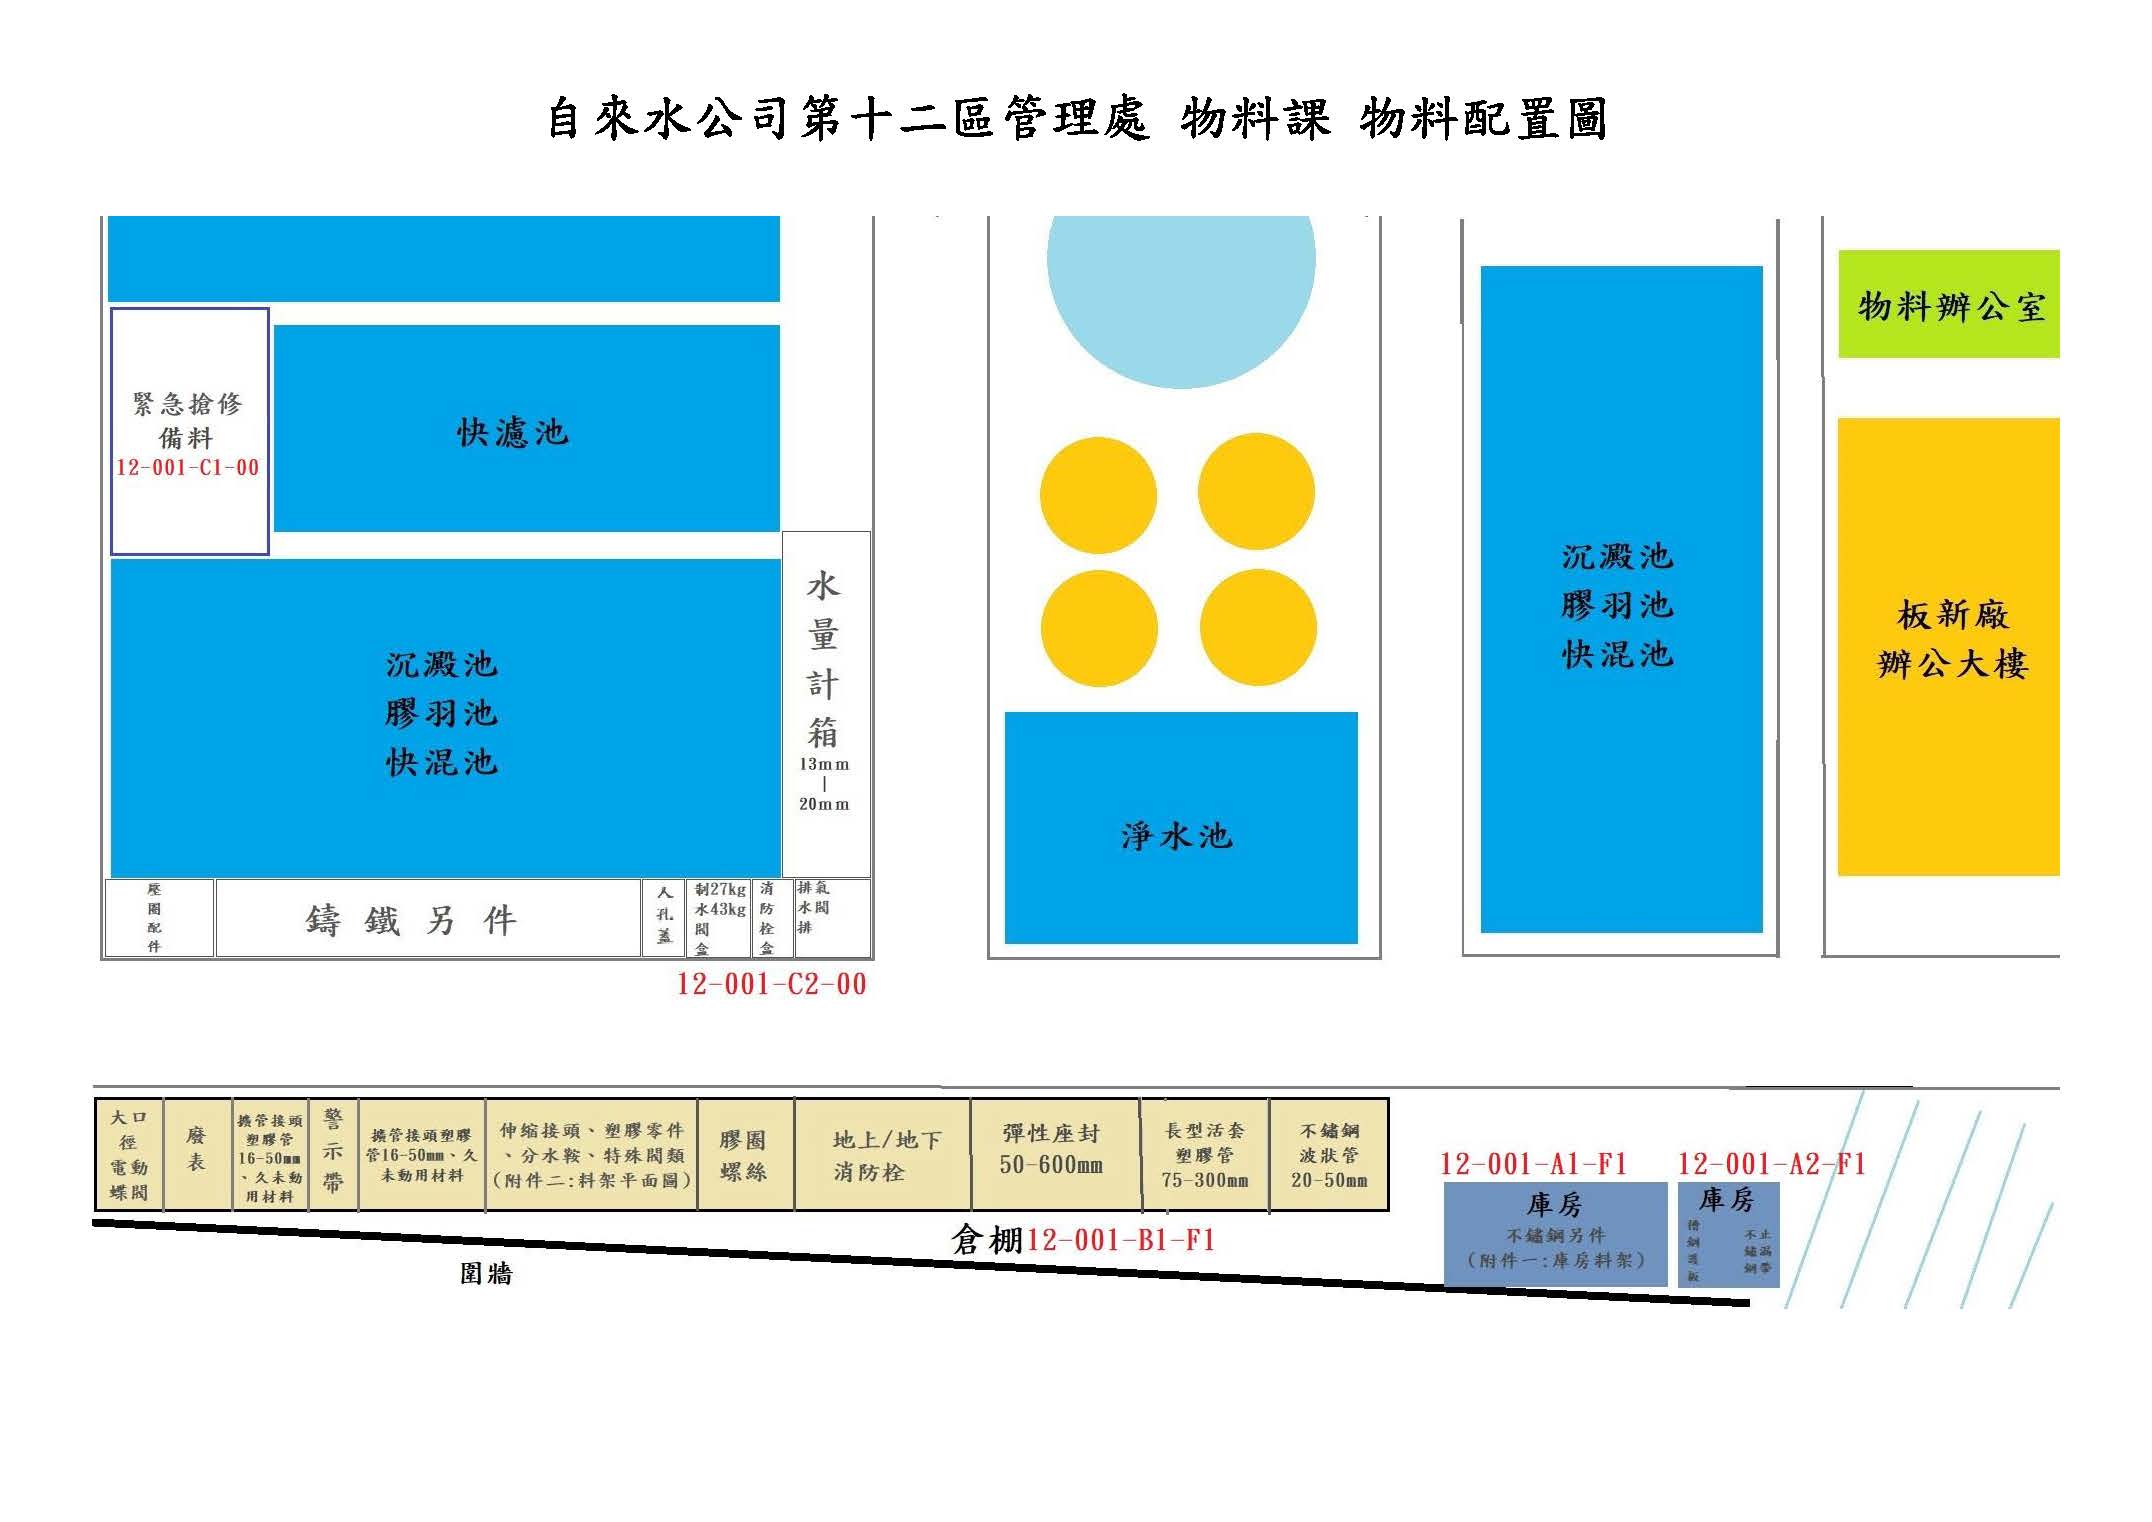 自來水公司第十二區管理處 物料課 物料配置圖
緊急搶修
備料
12-001-C1-00
快濾池
沉澱池
膠羽池
快混池
水量計箱
13mm
|
20mm
壓圈配件
鑄鐵另件
人孔蓋
制27kg
水43kg
閥
盒
消防栓盒
排氣
水閥
排
12-001-C2-00
淨水池
沉澱池
膠羽池
快混池
物料辦公室
板新廠
辦公大樓
大口
徑
電動
蝶閥
廢
表
擴管接頭
塑膠管
16-50mm
、久未動
用材料
警示帶
擴管接頭塑膠
管16-50mm、久
未動用材料
伸縮接頭、塑膠零件
、分水鞍、特殊閥類
(附件二:料架平面圖)
膠圈
螺絲
地上/地下
消防栓
彈性座封
50-600mm
長型活套
塑膠管
75-300mm
不鏽鋼
波狀管
20-50mm
倉棚12-001-B1-F1
圍牆
12-001-A1-F1
庫房
不鏽鋼另件
(附件一:庫房料架)
12-001-A2-F1
庫房
槽鋼護板
不止
鏽漏
鋼帶